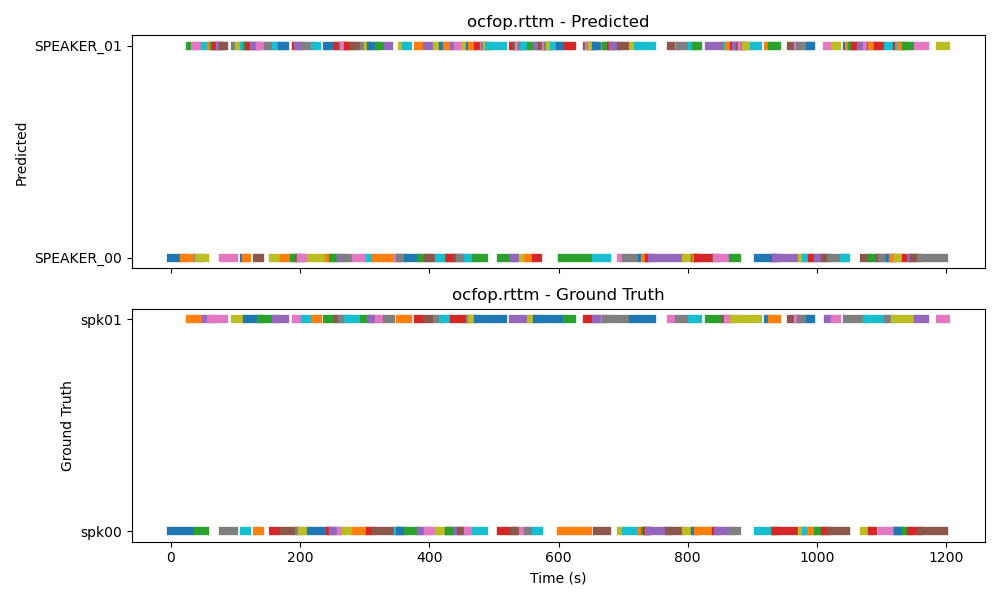 ocfop.rttm - Predicted
SPEAKER_01
Predicted
SPEAKER_00
ocfop.rttm - Ground Truth
spk01
Ground Truth
spk00
0 200 400 600 800 1000 1200
Time (s)